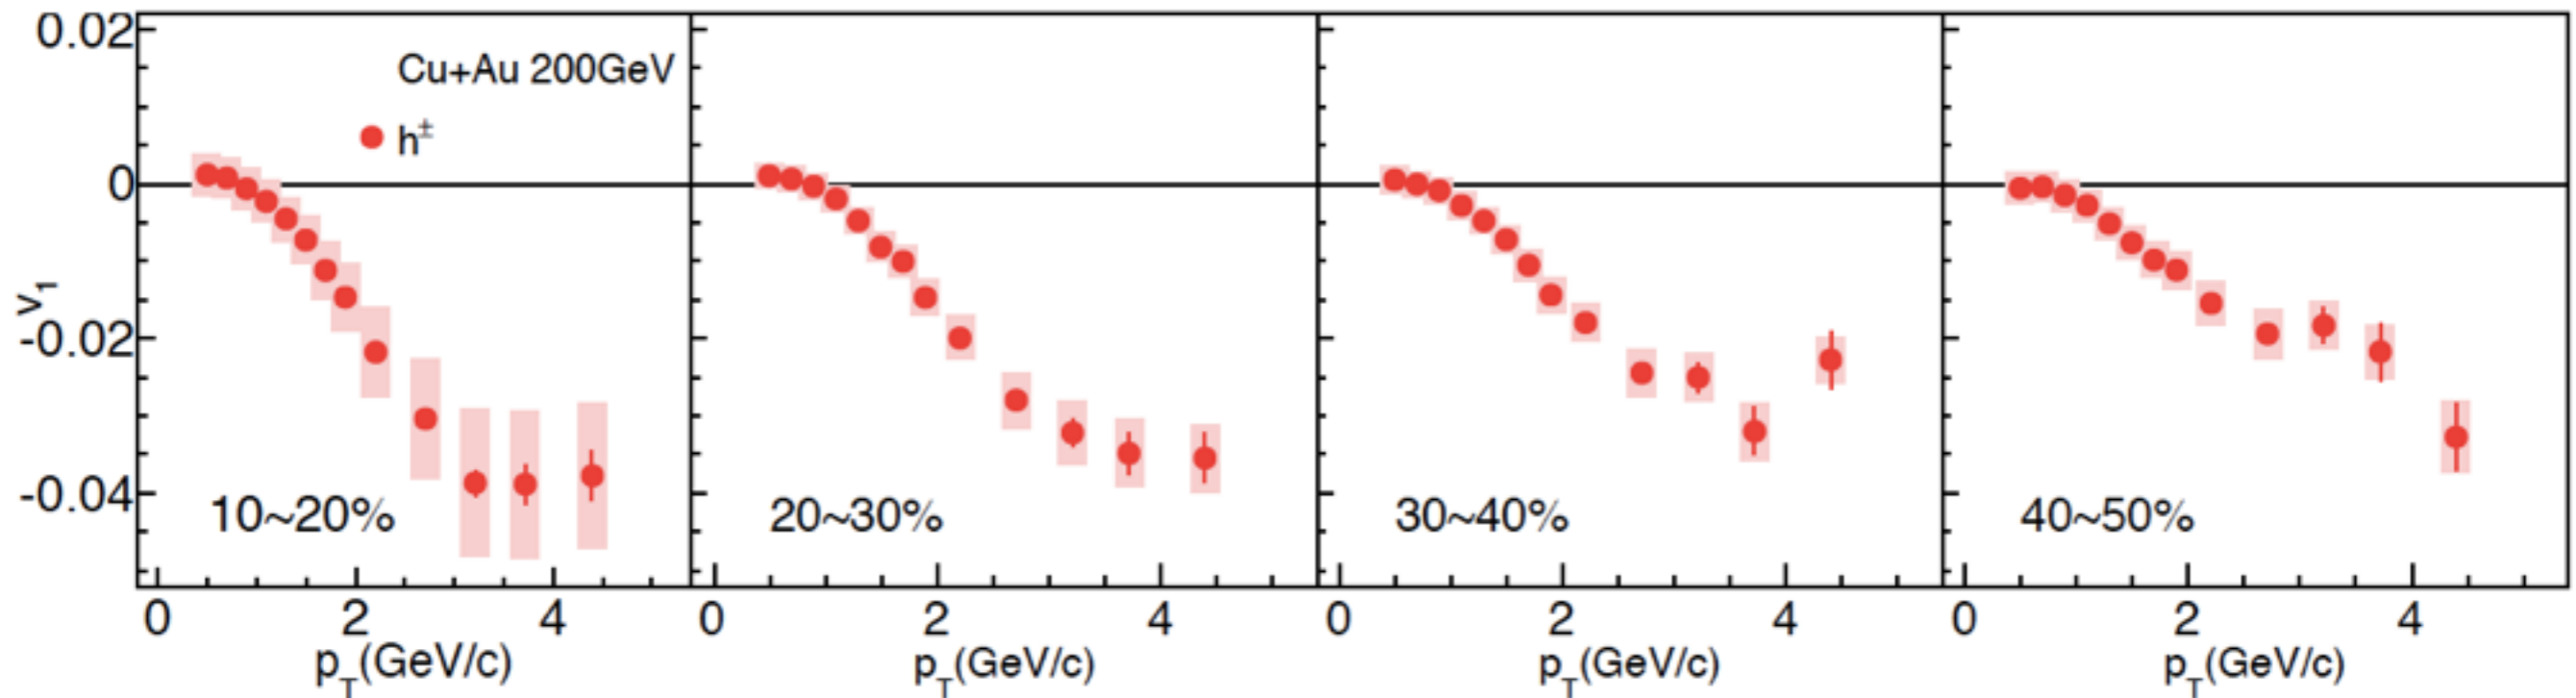 0.02
0
-0.02
-0.04
v1
Cu+Au 200GeV
h±
10~20%
20~30%
30~40%
40~50%
0 2 4
0 2 4
0 2 4
0 2 4
pT(GeV/c)
pT(GeV/c)
pT(GeV/c)
pT(GeV/c)